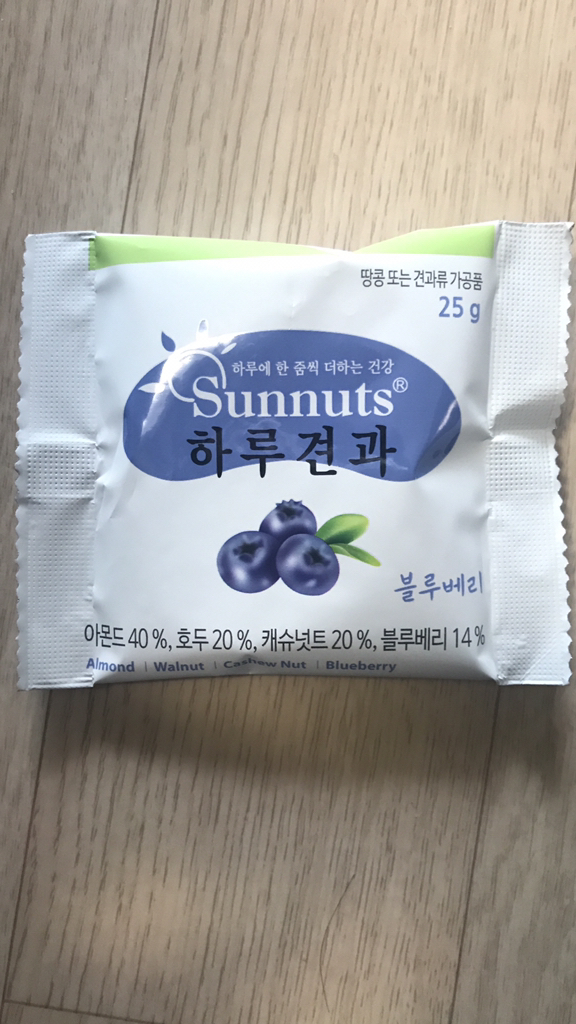 땅콩 또는 견과류 가공품
25 g
하루에 한 줌씩 더하는 건강
Sunnuts®
하루견과
블루베리
아몬드 40 %, 호두 20 %, 캐슈넛트 20 %, 블루베리 14 %
Almond | Walnut | Cashew Nut | Blueberry